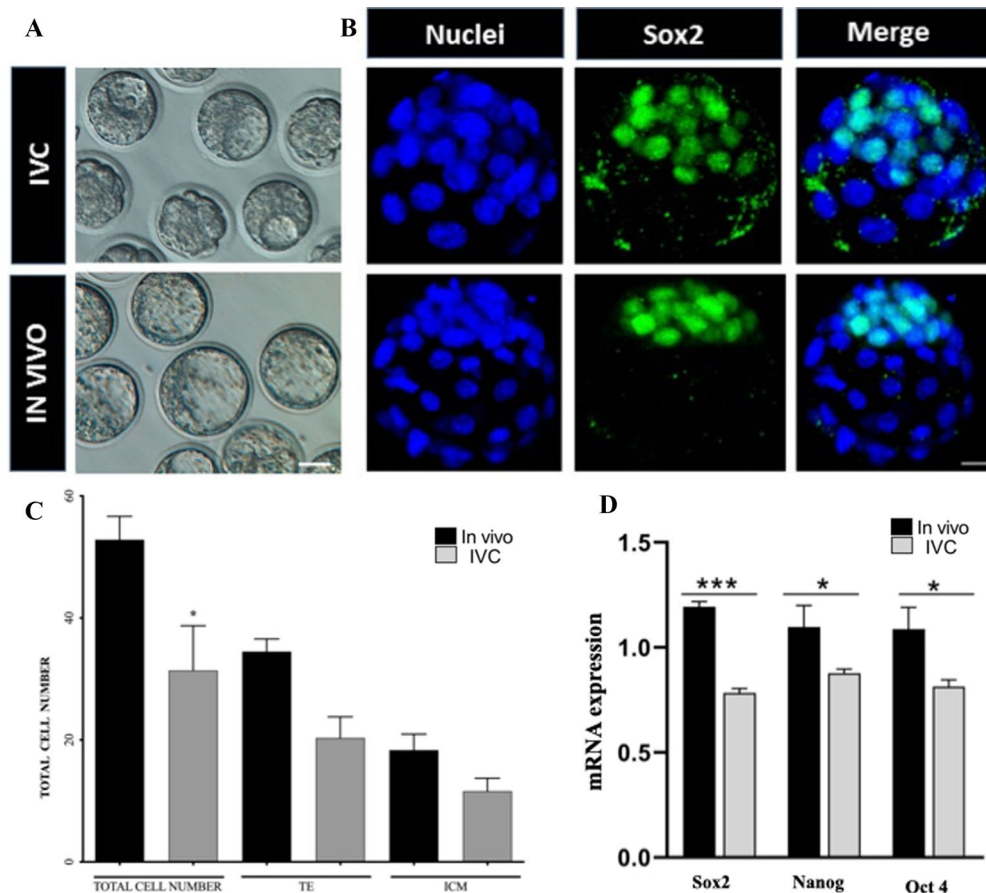 A
B
Nuclei
Sox2
Merge
IVC
IN VIVO
C
60
40
20
0
TOTAL CELL NUMBER
In vivo
IVC
*
TOTAL CELL NUMBER
TE
ICM
D
In vivo
IVC
1.5
1.0
0.5
0.0
mRNA expression
***
*
*
Sox2
Nanog
Oct 4